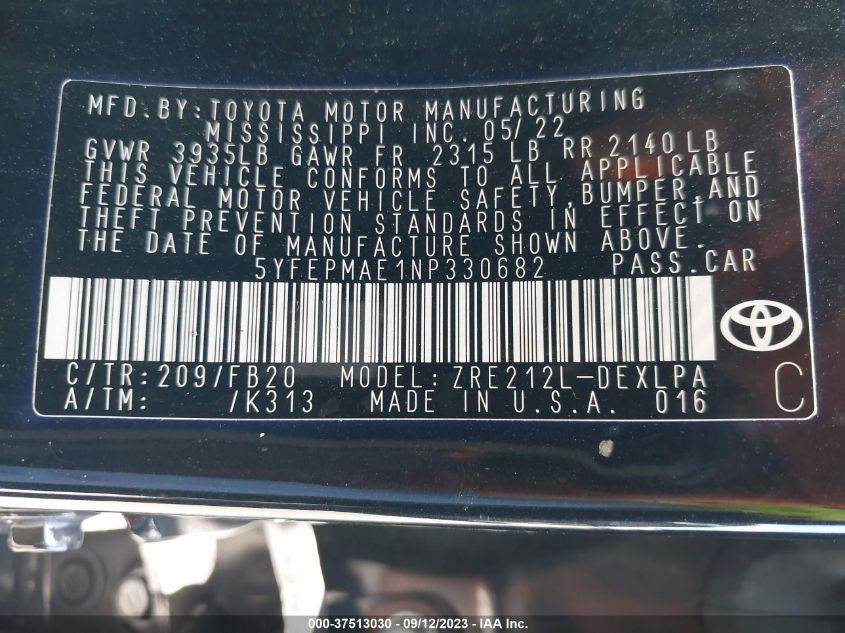 MFD.BY:TOYOTA MOTOR MANUFACTURING
MISSISSIPPI INC. 05/22
GVWR 3935LB GAWR FR 2315 LB RR 2140 LB
THIS VEHICLE CONFORMS TO ALL APPLICABLE
FEDERAL MOTOR VEHICLE SAFETY,BUMPER,AND
THEFT PREVENTION STANDARDS IN EFFECT ON
THE DATE OF MANUFACTURE SHOWN ABOVE.
5YFEPMAE1NP330682 PASS.CAR
C/TR:209/FB20 MODEL:ZRE212L-DEXLPA
A/TM: /K313 MADE IN U.S.A. 016 C
000-37513030 - 09/12/2023 - IAA Inc.